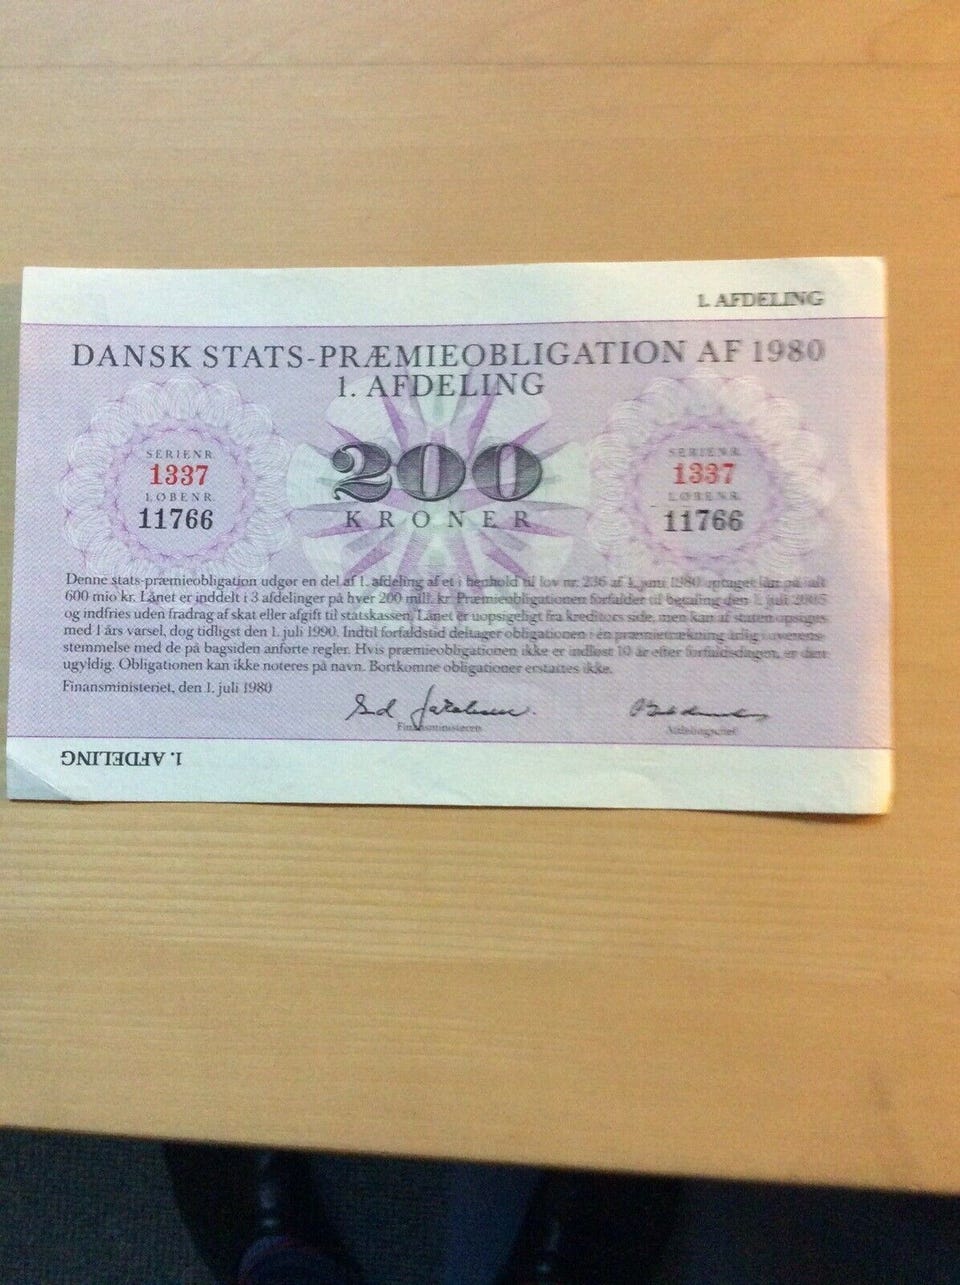 1. AFDELING
DANSK STATS-PRÆMIEOBLIGATION AF 1980
1. AFDELING
SERIENR.
1337
LØBENR.
11766
200
KRONER
SERIENR.
1337
LØBENR.
11766
Denne stats-præmieobligation udgør en del af 1. afdeling af et i henhold til lov nr. 236 af 4. juni 1980 optaget lån på ialt
600 mio kr. Lånet er inddelt i 3 afdelinger på hver 200 mill. kr. Præmieobligationen forfalder til betaling den 1. juli 2005
og indfries uden fradrag af skat eller afgift til statskassen. Lånet er uopsigeligt fra kreditors side, men kan af staten opsiges
med 1 års varsel, dog tidligst den 1. juli 1990. Indtil forfaldstid deltager obligationen i én præmietrækning årlig i overens-
stemmelse med de på bagsiden anførte regler. Hvis præmieobligationen ikke er indløst 10 år efter forfaldsdagen, er den
ugyldig. Obligationen kan ikke noteres på navn. Bortkomne obligationer erstattes ikke.
Finansministeriet, den 1. juli 1980
Finansministeren
Afdelingschef
1. AFDELING